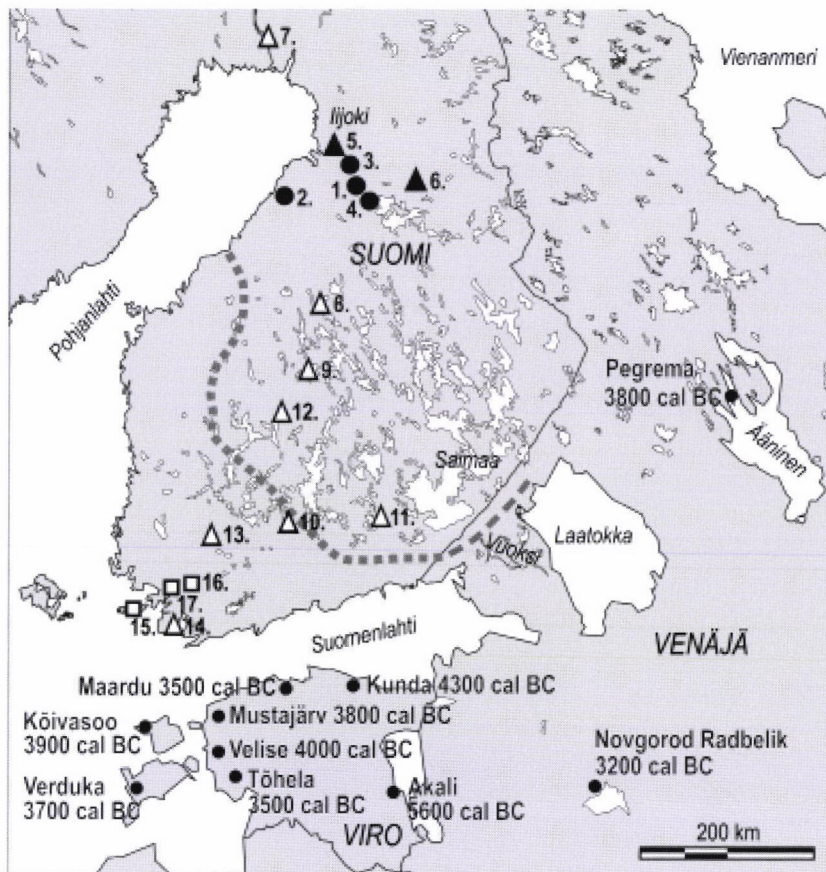 7.
Vienanmeri
Iijoki
5.
3.
6.
1.
2.
4.
SUOMI
Pohjanlahti
6.
9.
Pegrema
3800 cal BC
12.
Ääninen
Saimaa
10.
11.
13.
Laatokka
Vuoksi
16.
17.
15.
14.
Suomenlahti
VENÄJÄ
Maardu 3500 cal BC
Kunda 4300 cal BC
Kõivasoo
3900 cal BC
Mustajärv 3800 cal BC
Velise 4000 cal BC
Novgorod Radbelik
3200 cal BC
Verduka
3700 cal BC
Tõhela
3500 cal BC
Akali
5600 cal BC
VIRO
200 km